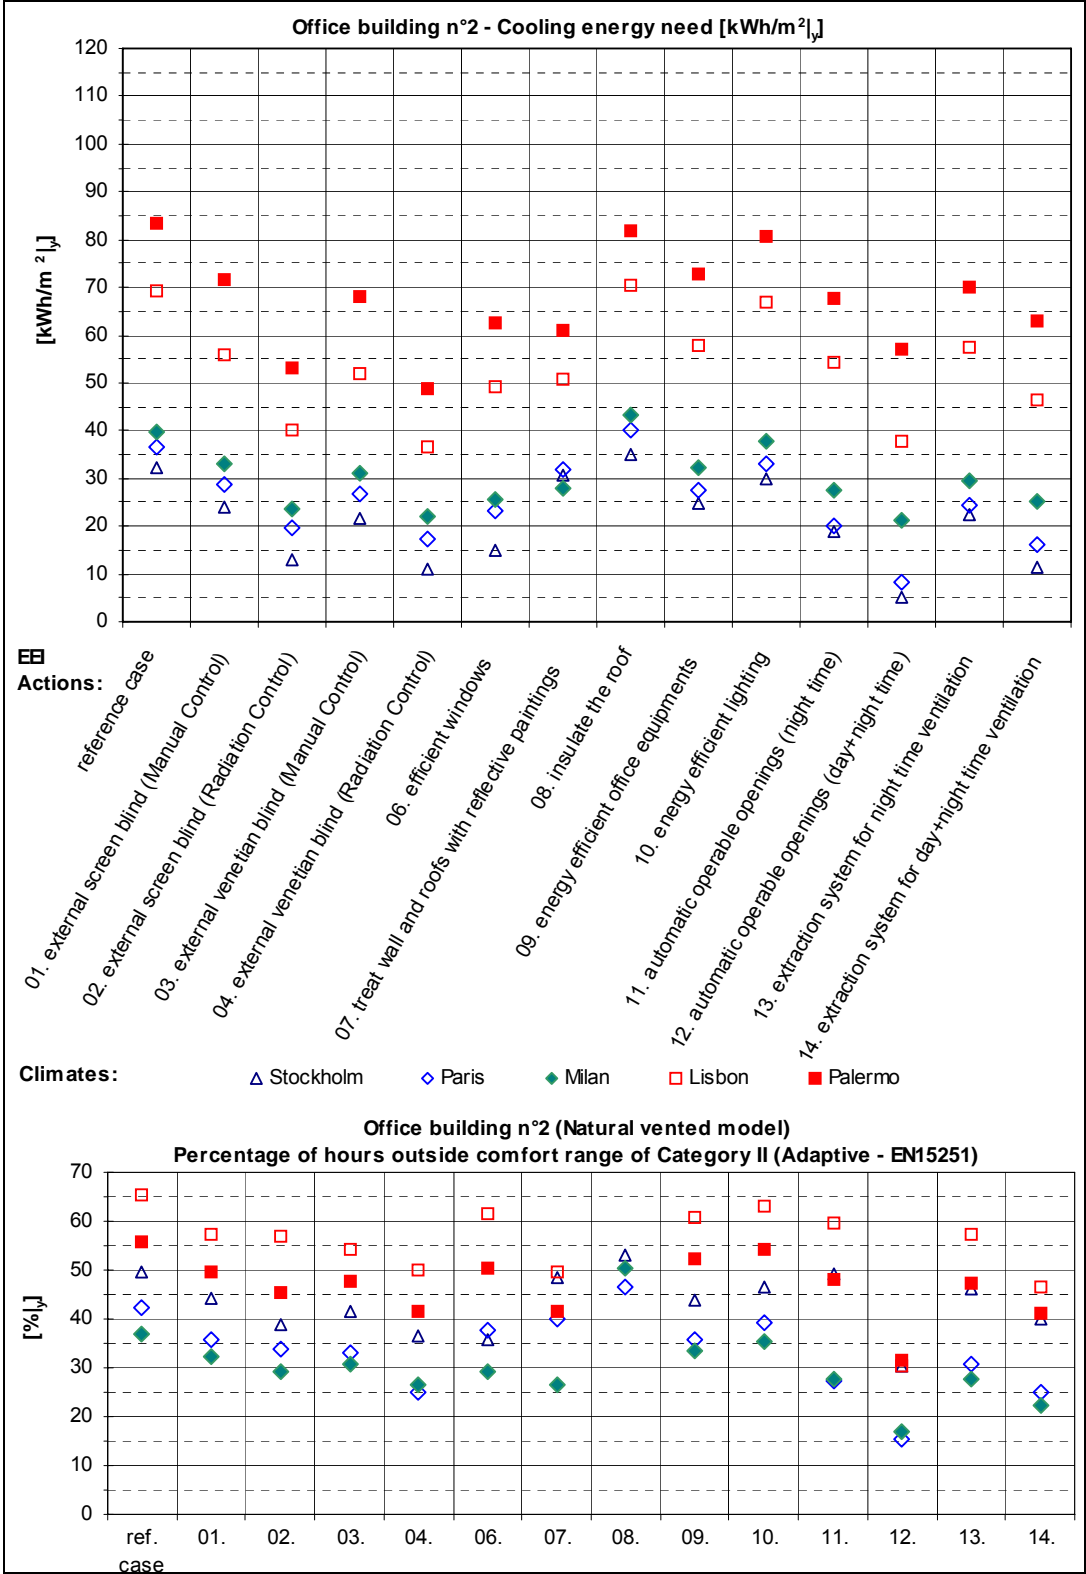 Office building n°2 - Cooling energy need [kWh/m²|y]
120
110
100
90
80
70
60
50
40
30
20
10
0
[kWh/m²|y]
EEI
Actions:
reference case
01. external screen blind (Manual Control)
02. external screen blind (Radiation Control)
03. external venetian blind (Manual Control)
04. external venetian blind (Radiation Control)
06. efficient windows
07. treat wall and roofs with reflective paintings
08. insulate the roof
09. energy efficient office equipments
10. energy efficient lighting
11. automatic operable openings (night time)
12. automatic operable openings (day+night time)
13. extraction system for night time ventilation
14. extraction system for day+night time ventilation
Climates: Stockholm Paris Milan Lisbon Palermo
Office building n°2 (Natural vented model)
Percentage of hours outside comfort range of Category II (Adaptive - EN15251)
70
60
50
40
30
20
10
0
[%|y]
ref. 01. 02. 03. 04. 06. 07. 08. 09. 10. 11. 12. 13. 14.
case